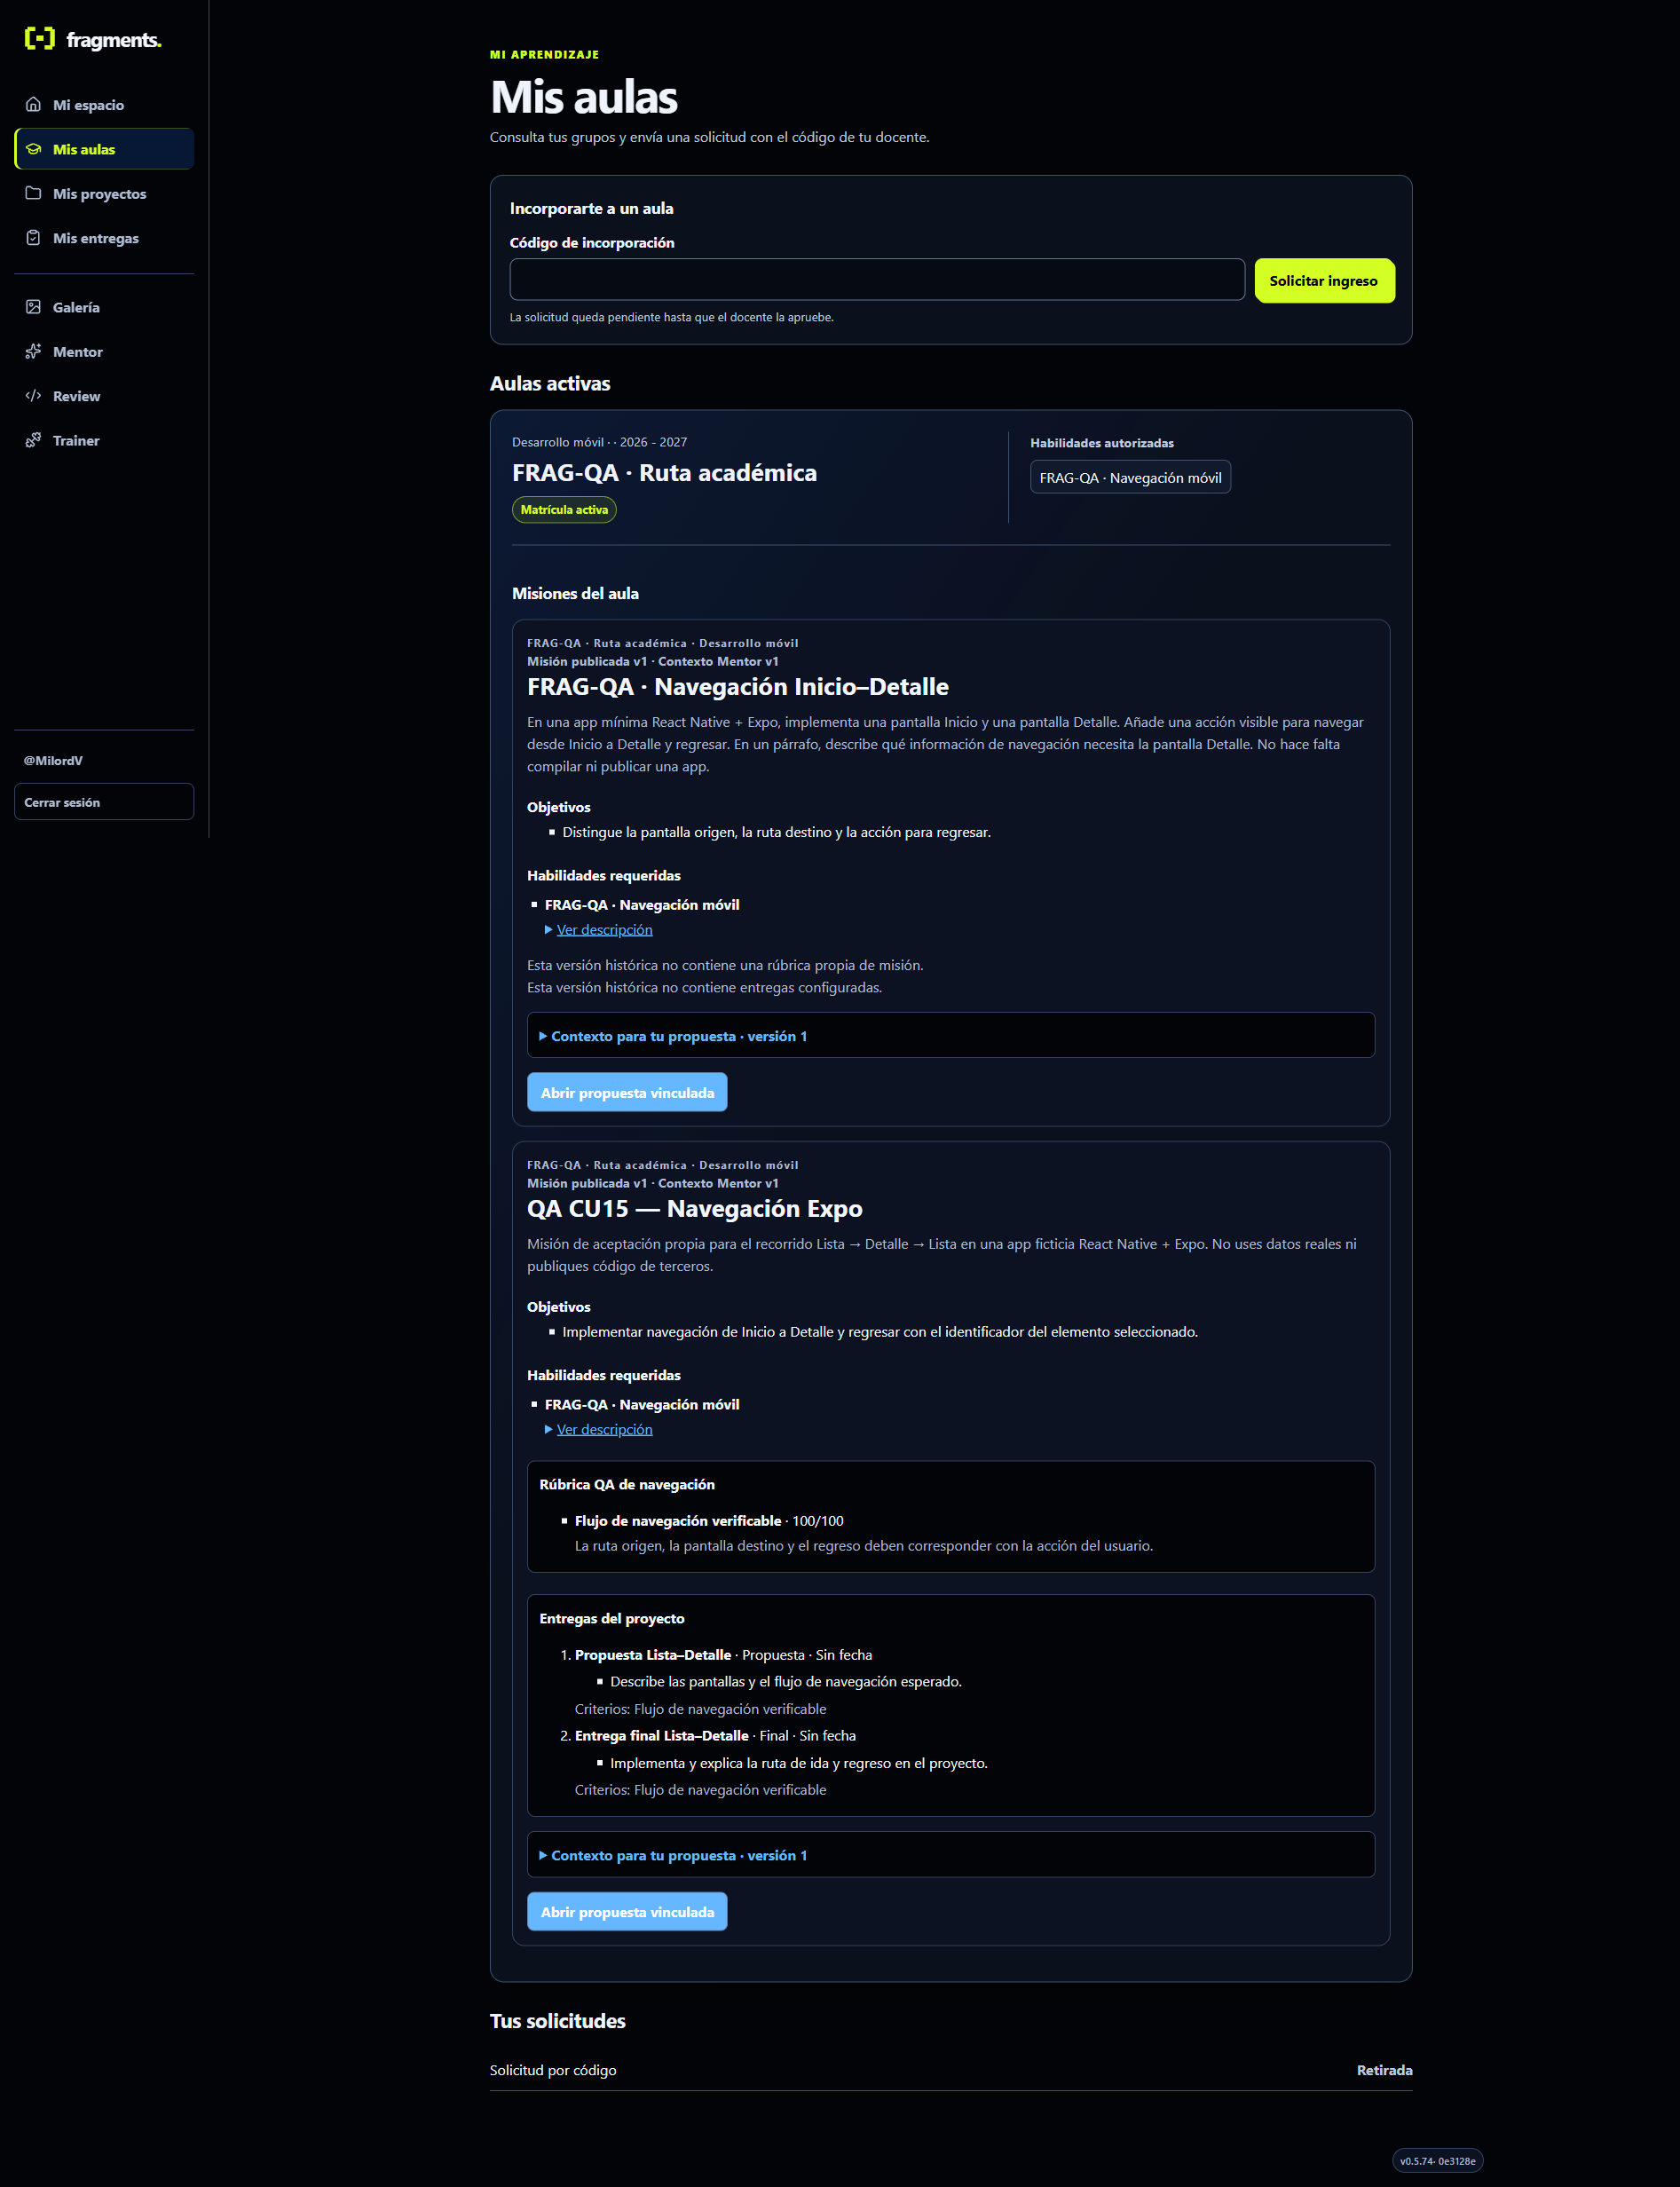 fragments.
Mi espacio
Mis aulas
Mis proyectos
Mis entregas
Galería
Mentor
Review
Trainer
@MilordV
Cerrar sesión
MI APRENDIZAJE
Mis aulas
Consulta tus grupos y envía una solicitud con el código de tu docente.
Incorporarte a un aula
Código de incorporación
Solicitar ingreso
La solicitud queda pendiente hasta que el docente la apruebe.
Aulas activas
Desarrollo móvil · · 2026 - 2027
FRAG-QA · Ruta académica
Matrícula activa
Habilidades autorizadas
FRAG-QA · Navegación móvil
Misiones del aula
FRAG-QA · Ruta académica · Desarrollo móvil
Misión publicada v1 · Contexto Mentor v1
FRAG-QA · Navegación Inicio–Detalle
En una app mínima React Native + Expo, implementa una pantalla Inicio y una pantalla Detalle. Añade una acción visible para navegar
desde Inicio a Detalle y regresar. En un párrafo, describe qué información de navegación necesita la pantalla Detalle. No hace falta
compilar ni publicar una app.
Objetivos
Distingue la pantalla origen, la ruta destino y la acción para regresar.
Habilidades requeridas
FRAG-QA · Navegación móvil
Ver descripción
Esta versión histórica no contiene una rúbrica propia de misión.
Esta versión histórica no contiene entregas configuradas.
Contexto para tu propuesta · versión 1
Abrir propuesta vinculada
FRAG-QA · Ruta académica · Desarrollo móvil
Misión publicada v1 · Contexto Mentor v1
QA CU15 — Navegación Expo
Misión de aceptación propia para el recorrido Lista → Detalle → Lista en una app ficticia React Native + Expo. No uses datos reales ni
publiques código de terceros.
Objetivos
Implementar navegación de Inicio a Detalle y regresar con el identificador del elemento seleccionado.
Habilidades requeridas
FRAG-QA · Navegación móvil
Ver descripción
Rúbrica QA de navegación
Flujo de navegación verificable · 100/100
La ruta origen, la pantalla destino y el regreso deben corresponder con la acción del usuario.
Entregas del proyecto
1. Propuesta Lista–Detalle · Propuesta · Sin fecha
Describe las pantallas y el flujo de navegación esperado.
Criterios: Flujo de navegación verificable
2. Entrega final Lista–Detalle · Final · Sin fecha
Implementa y explica la ruta de ida y regreso en el proyecto.
Criterios: Flujo de navegación verificable
Contexto para tu propuesta · versión 1
Abrir propuesta vinculada
Tus solicitudes
Solicitud por código
Retirada
v0.5.74· 0e3128e